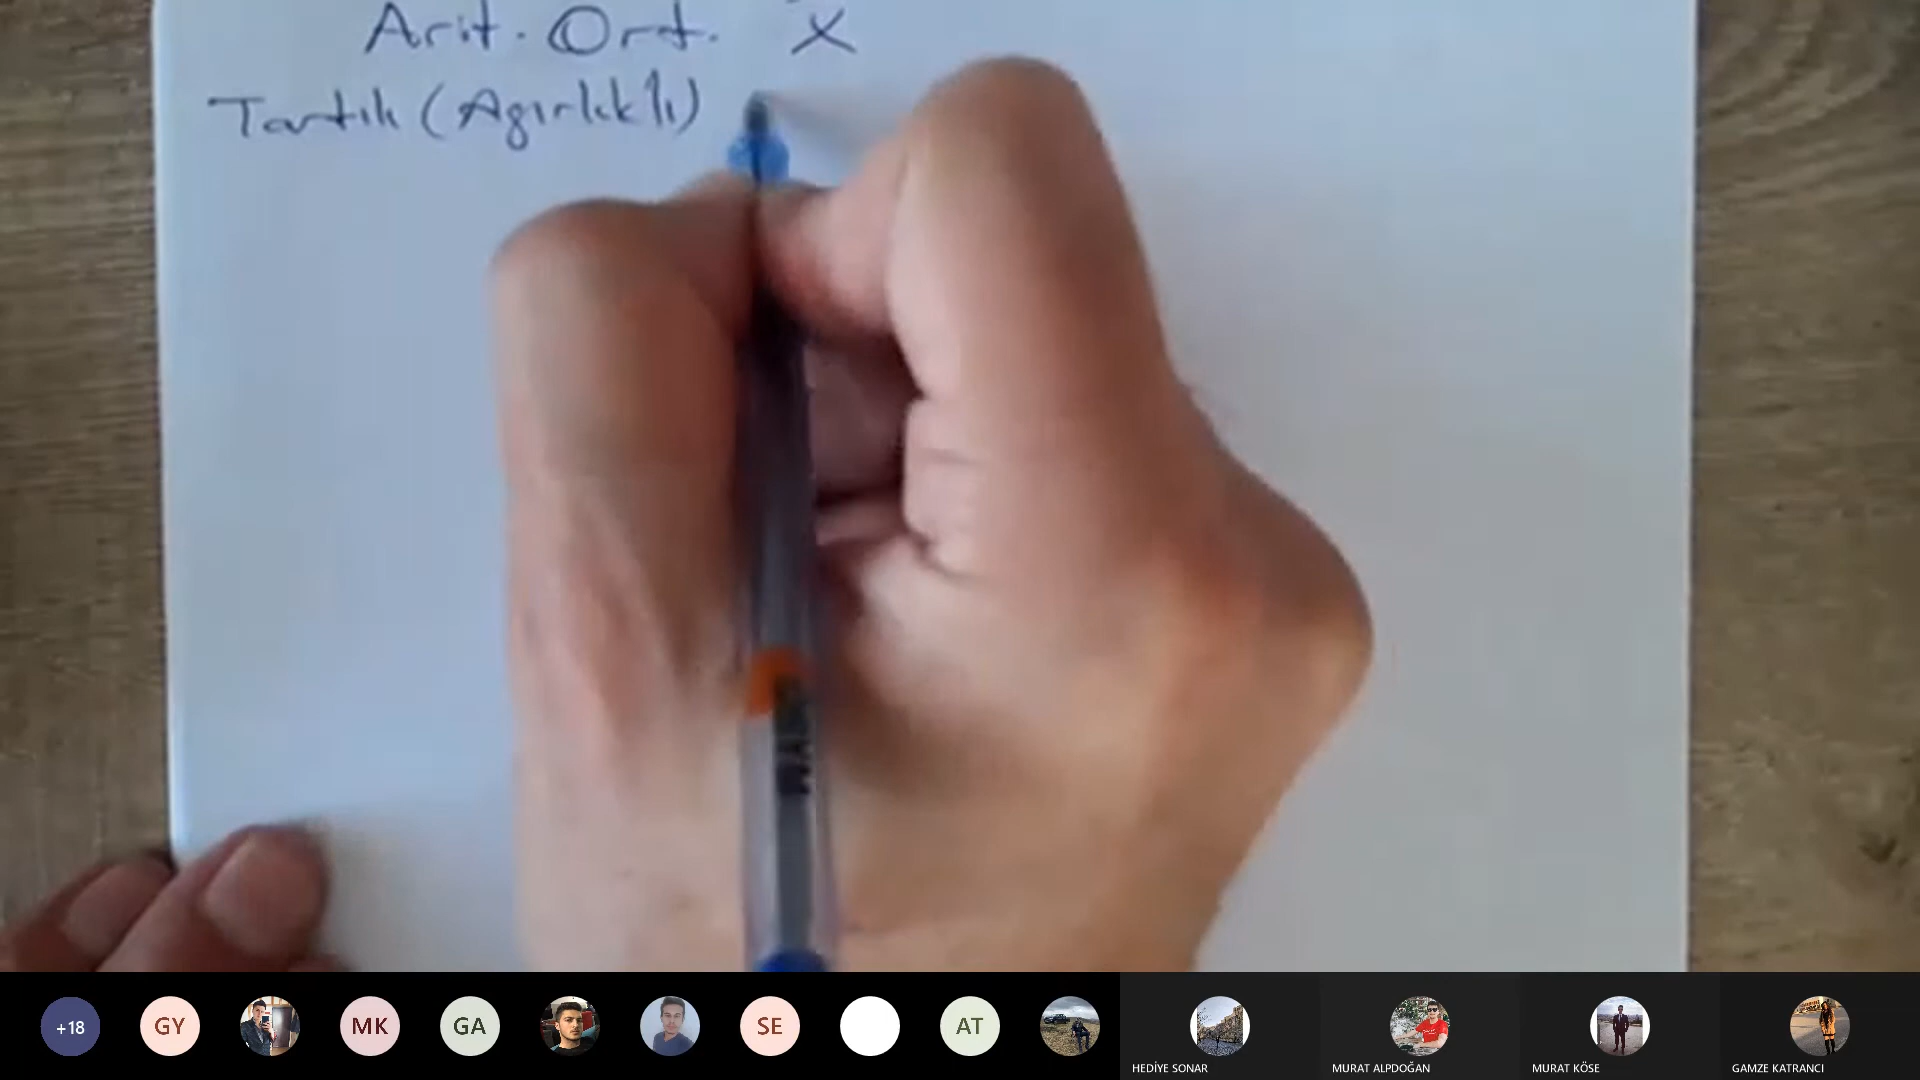 Arit. Ort. X
Tartılı (Agırlıklı)
+18 GY MK GA SE AT
HEDİYE SONAR MURAT ALPDOĞAN MURAT KÖSE GAMZE KATRANCI